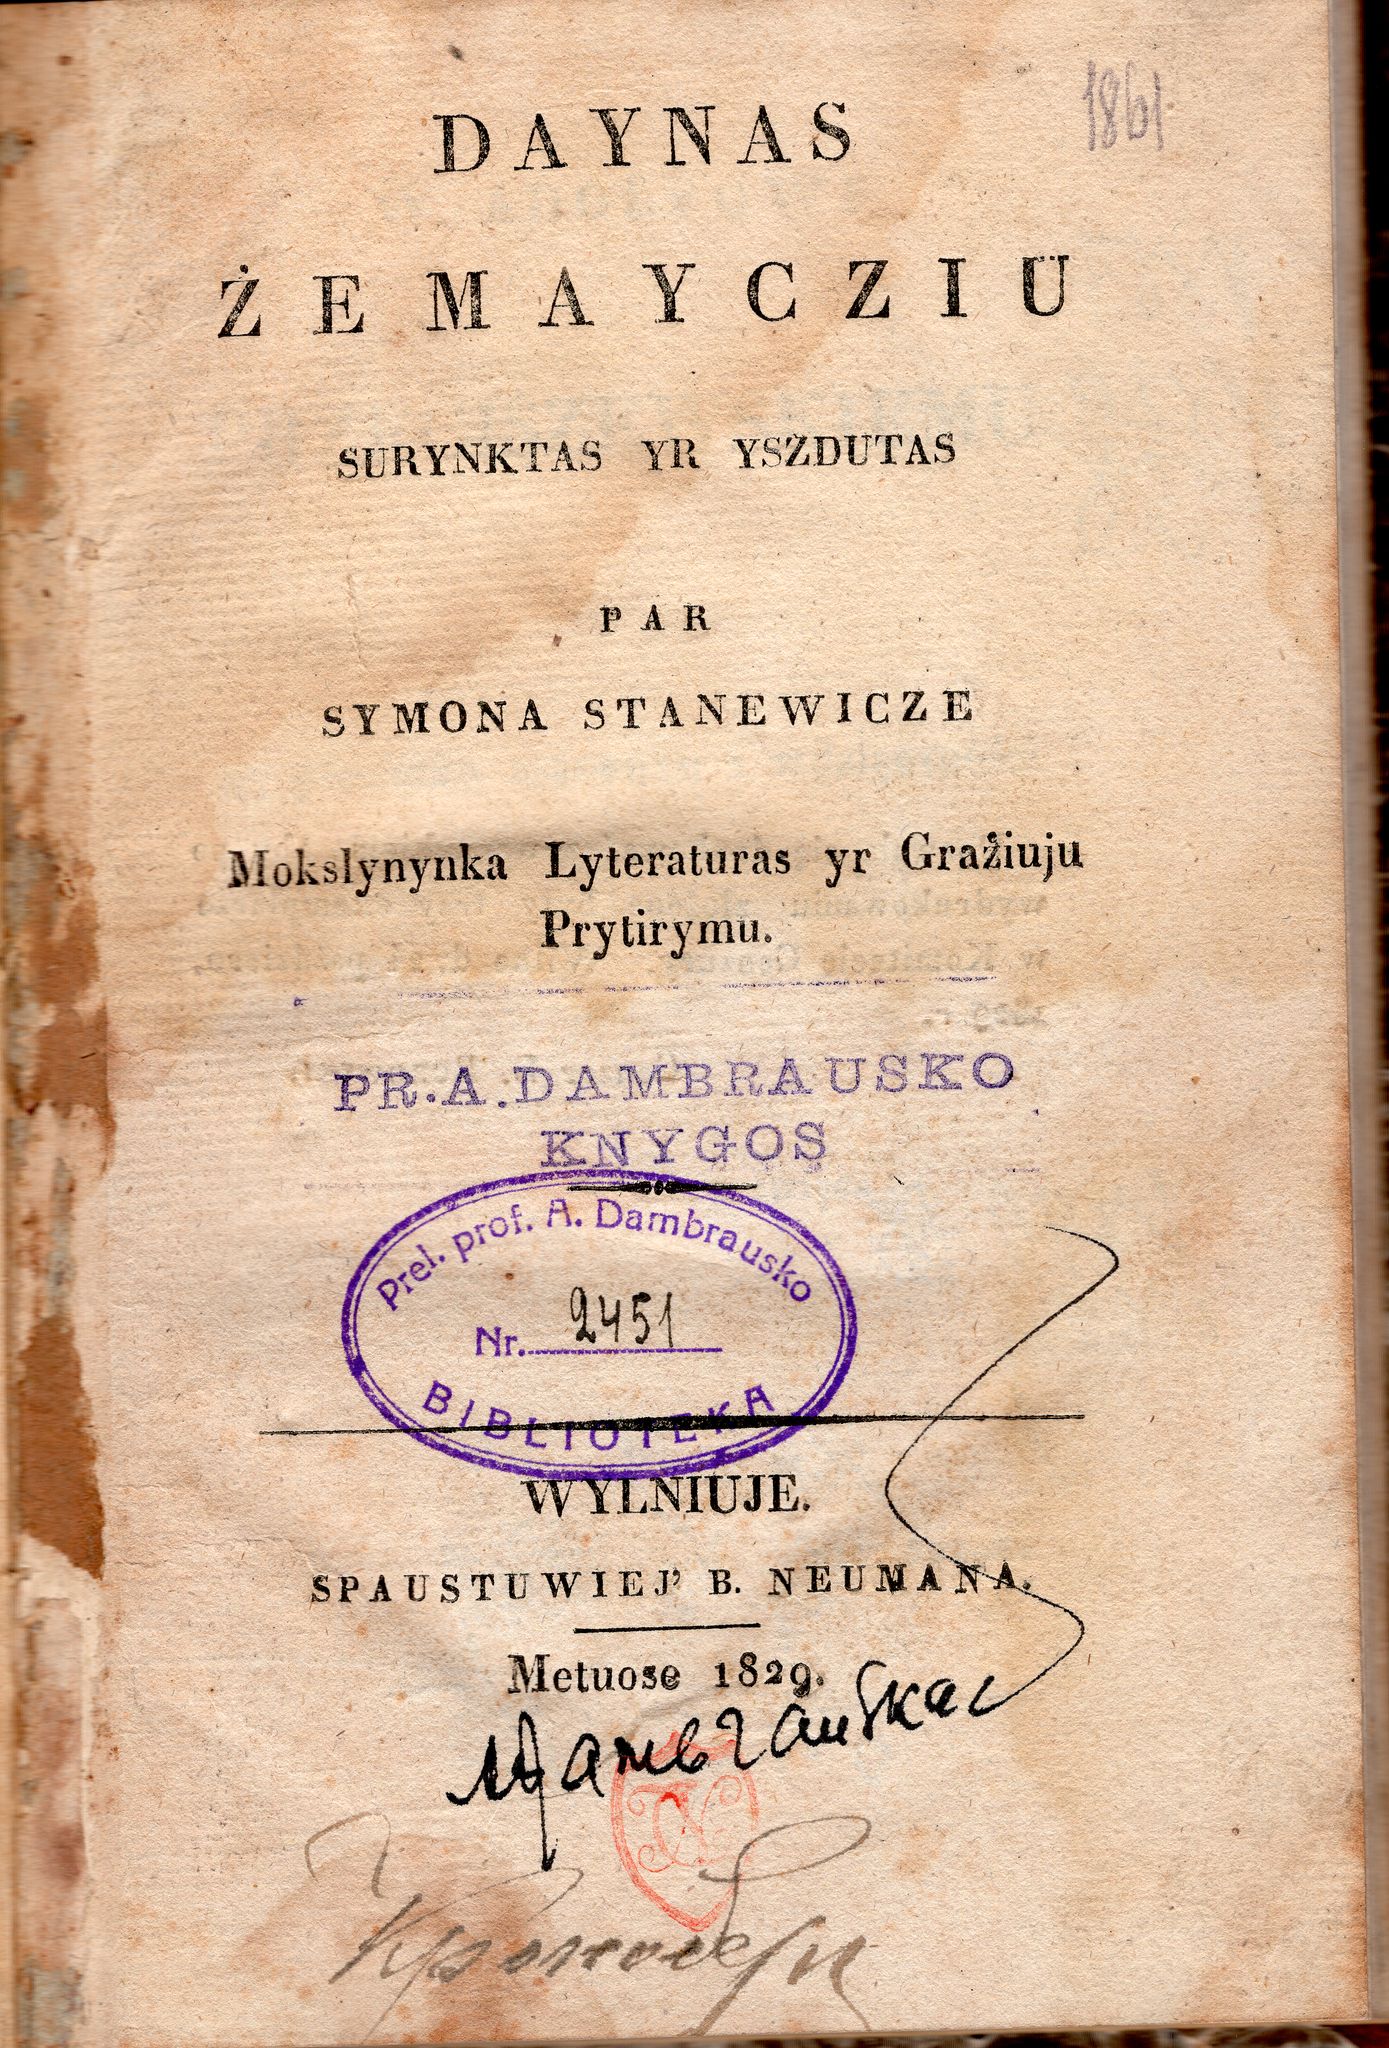 1861
DAYNAS
ŻEMAYCZIU
SURYNKTAS YR YSZDUTAS
PAR
SYMONA STANEWICZE
Mokslynynka Lyteraturas yr Grażiuju
Prytirymu.
PR. A. DAMBRAUSKO
KNYGOS
Prel. prof. A. Dambrausko
Nr. 2451
BIBLIOTEKA
WYLNIUJE.
SPAUSTUWIEJ' B. NEUMANA.
Metuose 1829.
ADambrauskas